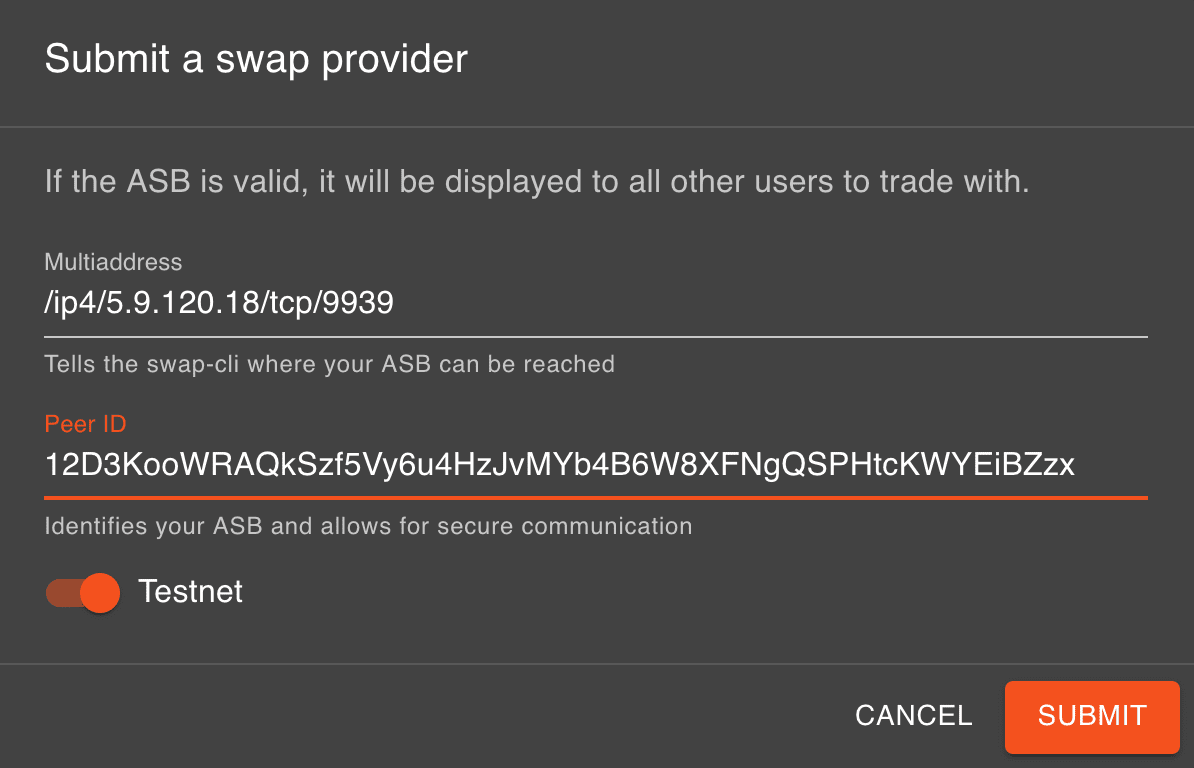 Submit a swap provider
If the ASB is valid, it will be displayed to all other users to trade with.
Multiaddress
/ip4/5.9.120.18/tcp/9939
Tells the swap-cli where your ASB can be reached
Peer ID
12D3KooWRAQkSzf5Vy6u4HzJvMYb4B6W8XFNgQSPHtcKWYEiBZzx
Identifies your ASB and allows for secure communication
Testnet
CANCEL SUBMIT